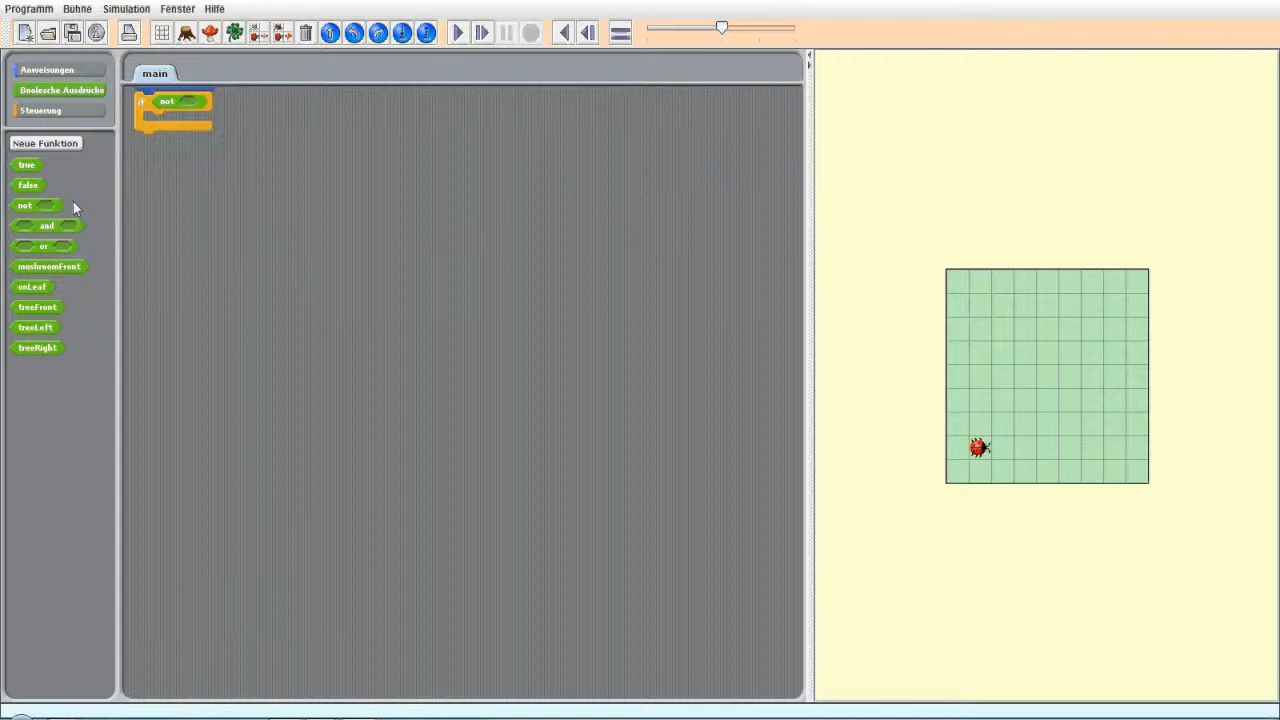 Programm Bühne Simulation Fenster Hilfe
Anweisungen
Boolesche Ausdrücke
Steuerung
main
if not
Neue Funktion
true
false
not
and
or
mushroomFront
onLeaf
treeFront
treeLeft
treeRight